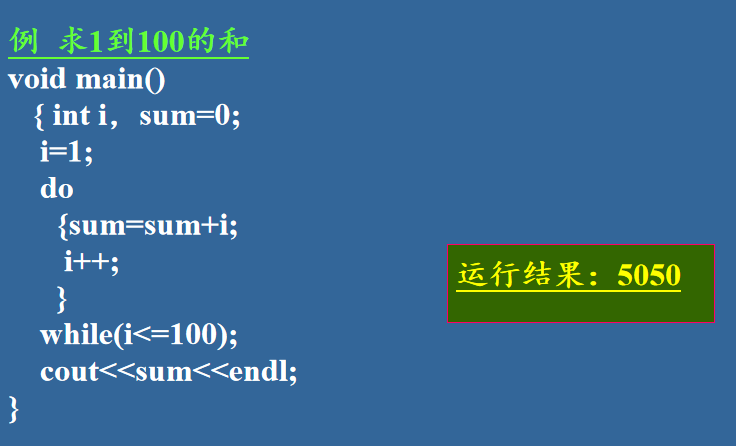 例 求1到100的和
void main()
{ int i，sum=0;
i=1;
do
{sum=sum+i;
i++;
}
while(i<=100);
cout<<sum<<endl;
}
运行结果：5050